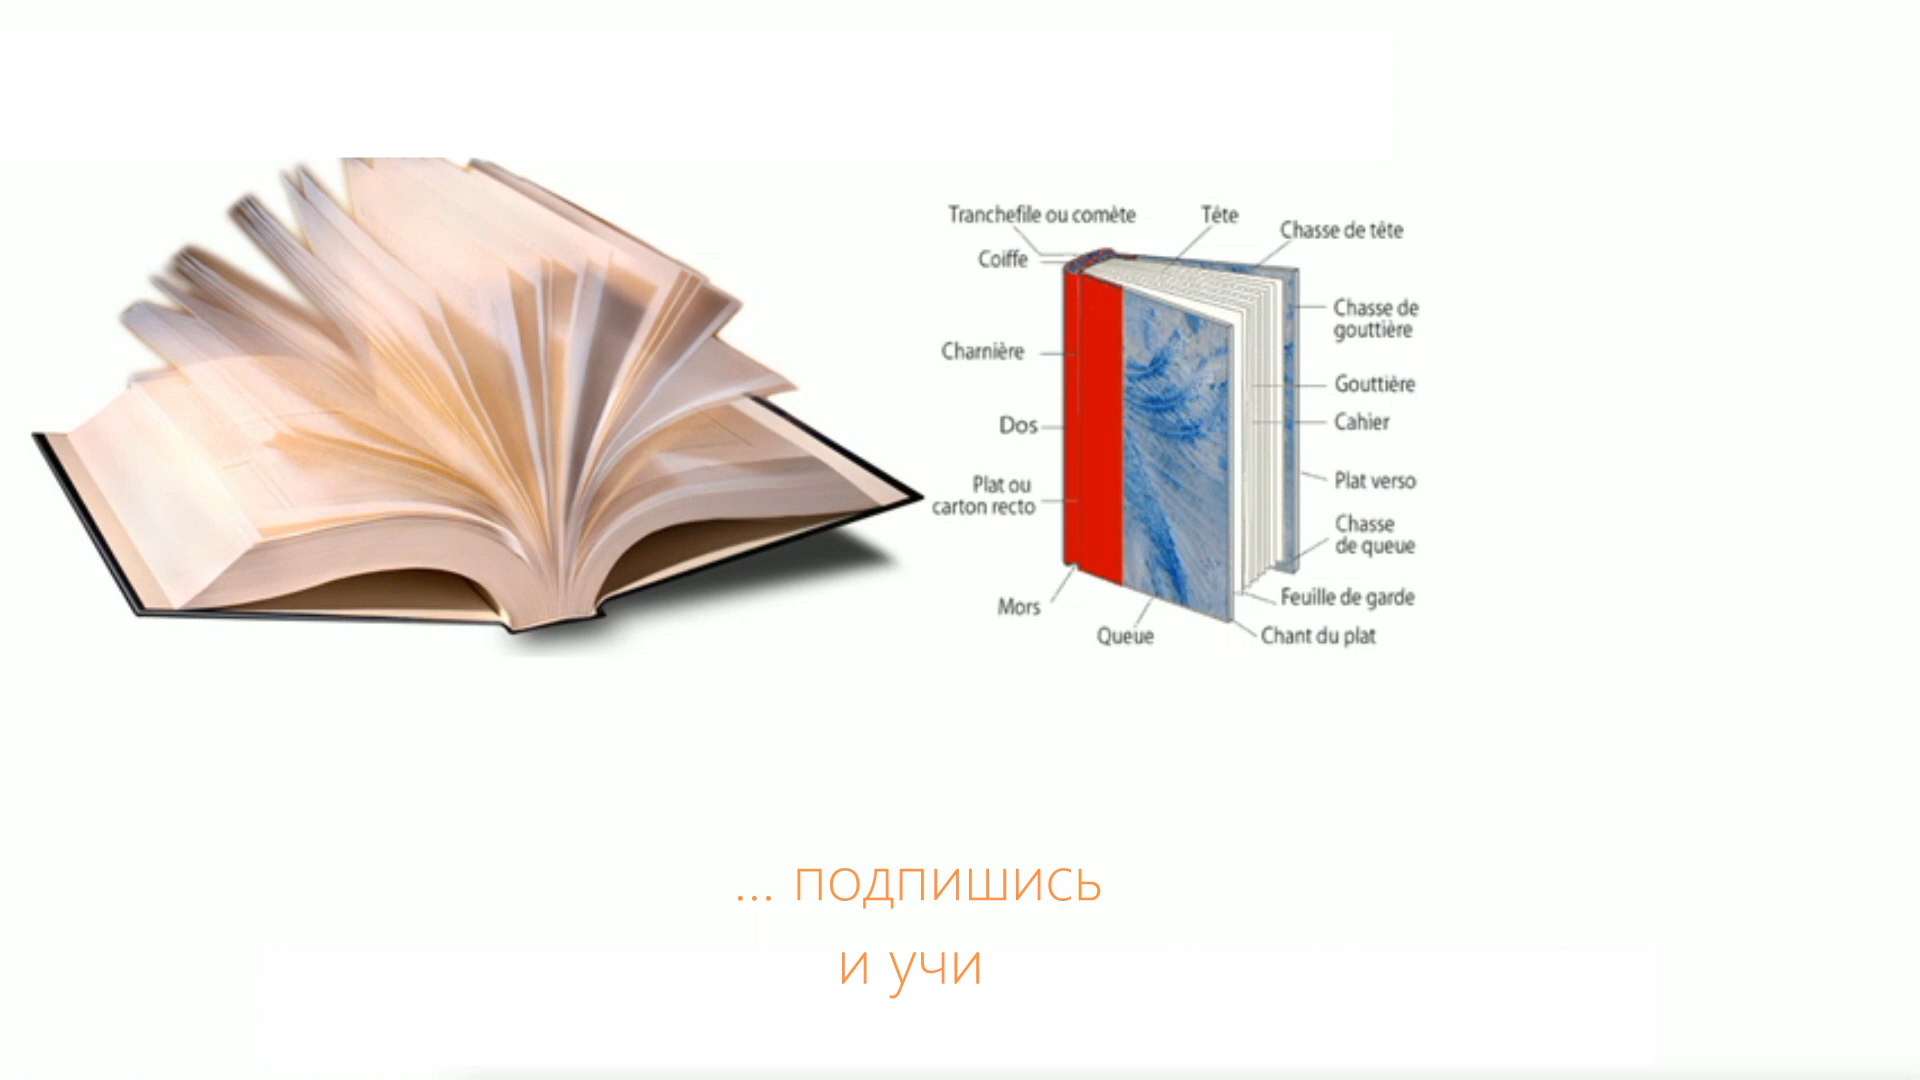 Tranchefile ou comète
Tête
Chasse de tête
Coiffe
Chasse de
gouttière
Charnière
Gouttière
Cahier
Dos
Plat verso
Plat ou
carton recto
Chasse
de queue
Feuille de garde
Mors
Queue
Chant du plat
... подпишись
и учи